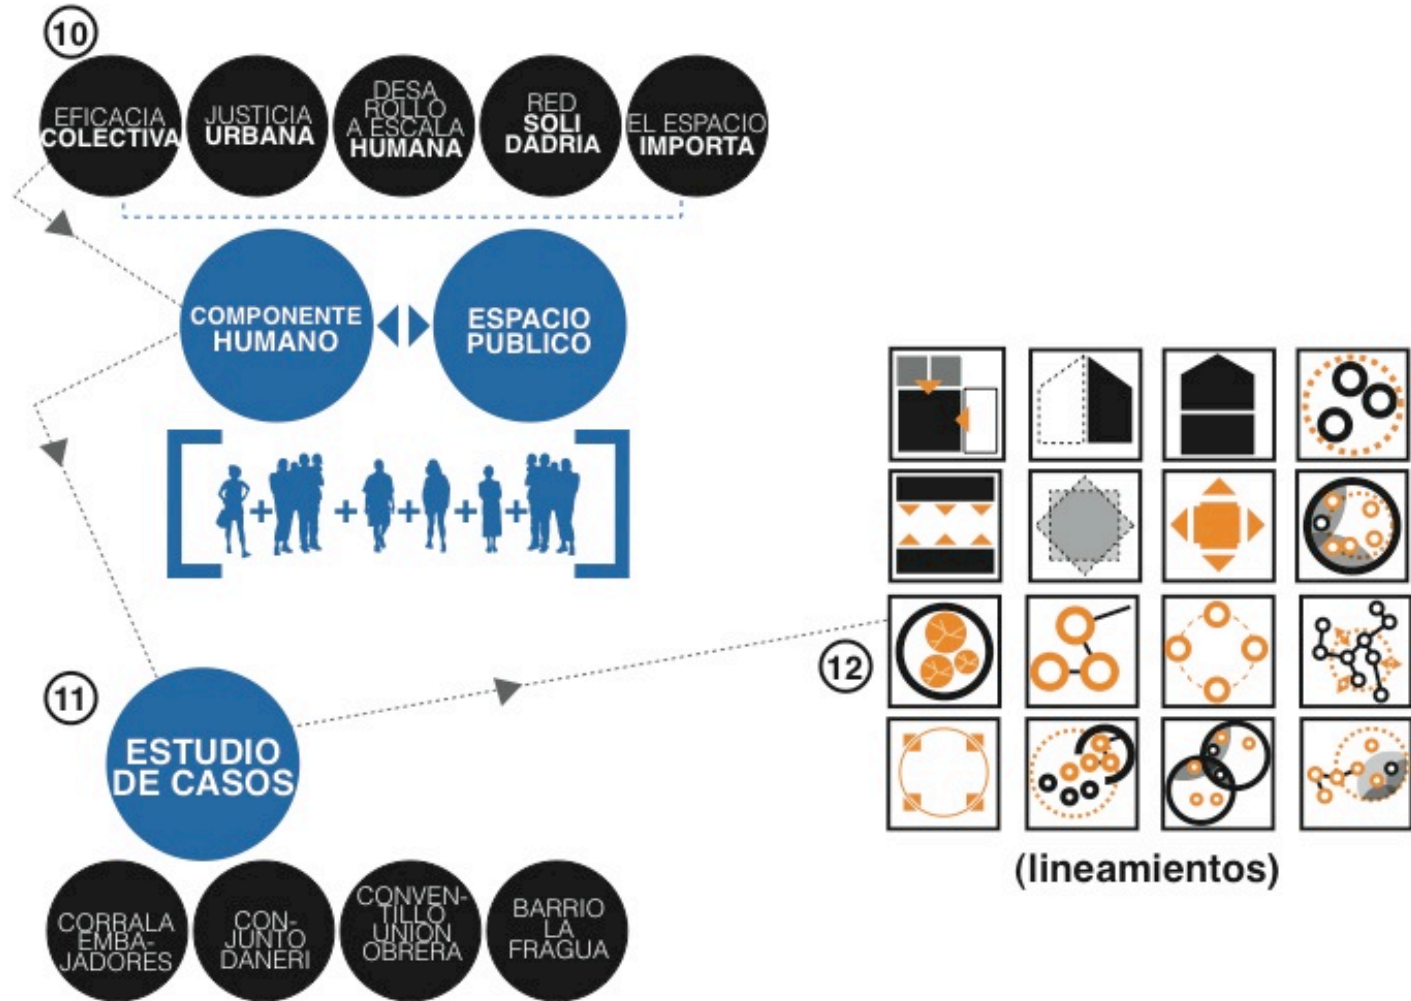 10
EFICACIA
COLECTIVA
JUSTICIA
URBANA
DESA
ROLLO
A ESCALA
HUMANA
RED
SOLI
DADRIA
EL ESPACIO
IMPORTA
COMPONENTE
HUMANO
ESPACIO
PUBLICO
+ + + + +
11
ESTUDIO
DE CASOS
CORRALA
EMBA-
JADORES
CON-
JUNTO
DANERI
CONVEN-
TILLO
UNION
OBRERA
BARRIO
LA
FRAGUA
12
(lineamientos)